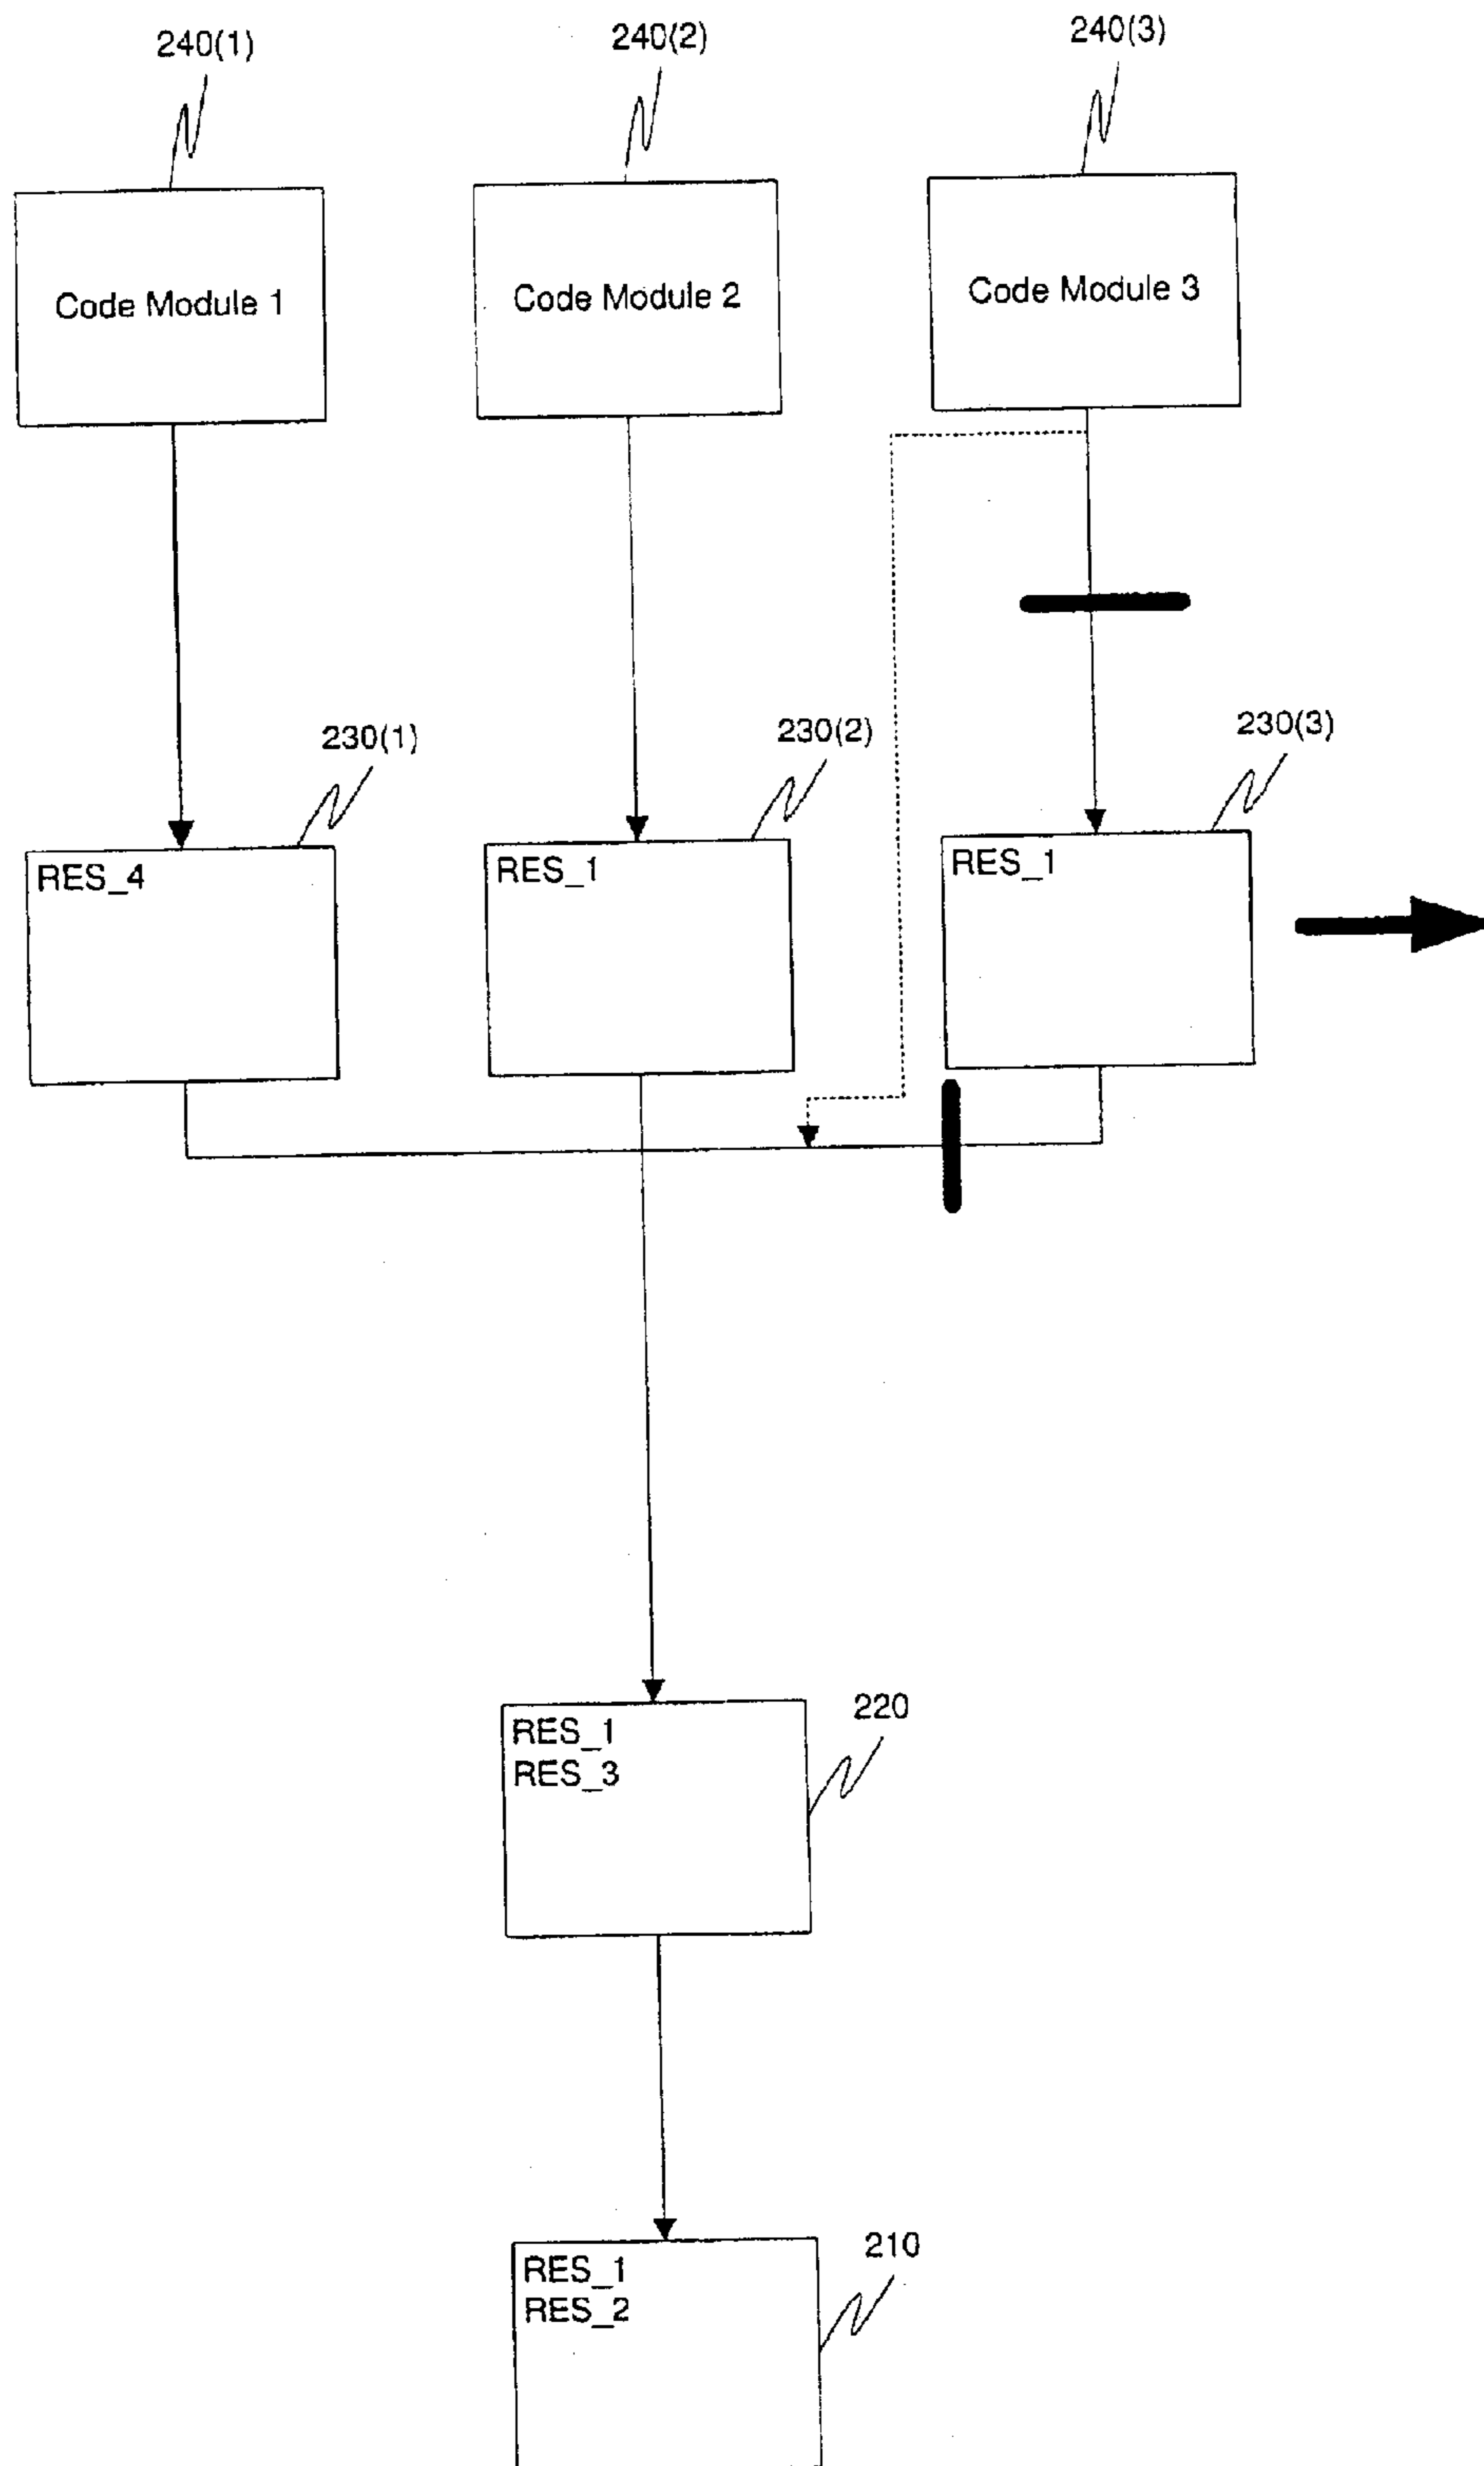 240(1)
240(2)
240(3)
Code Module 1
Code Module 2
Code Module 3
230(1)
230(2)
230(3)
RES_4
RES_1
RES_1
220
RES_1
RES_3
210
RES_1
RES_2